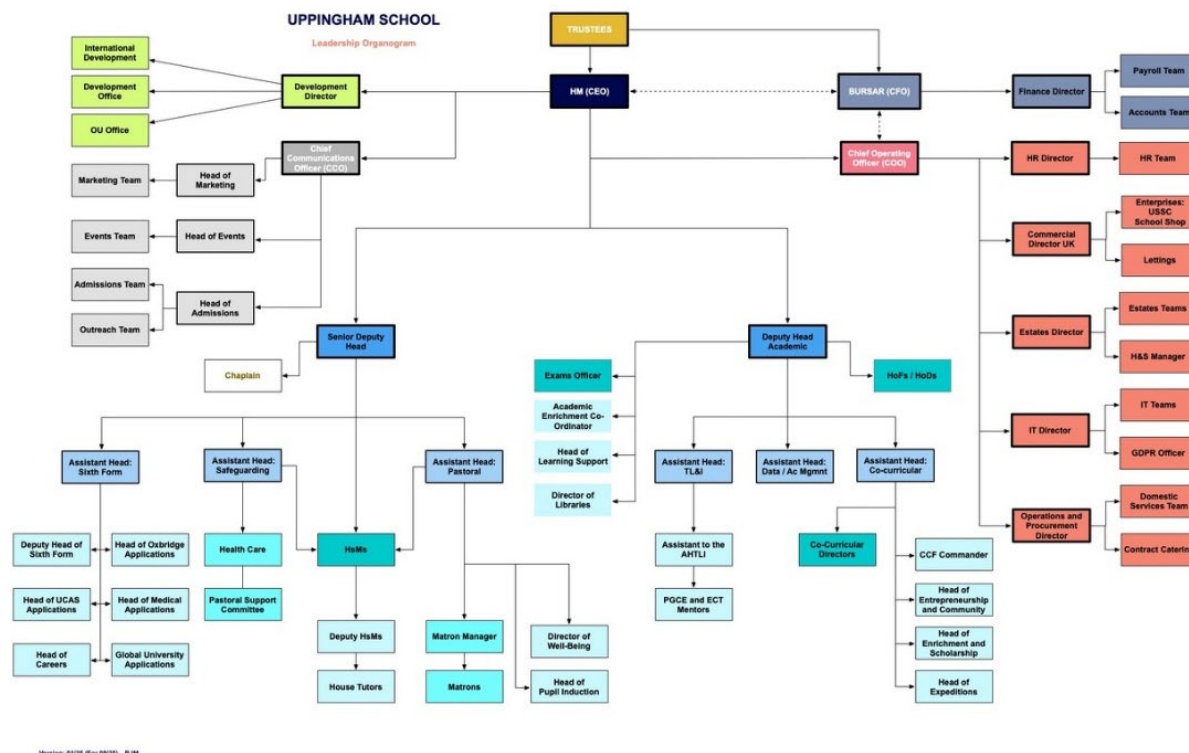 UPPINGHAM SCHOOL
Leadership Organogram
TRUSTEES
International
Development
Development
Office
OU Office
Development
Director
HM (CEO)
BURSAR (CFO)
Finance Director
Payroll Team
Accounts Team
Chief
Communications
Officer (CCO)
Chief Operating
Officer (COO)
HR Director
HR Team
Marketing Team
Head of
Marketing
Events Team
Head of Events
Admissions Team
Outreach Team
Head of
Admissions
Commercial
Director UK
Enterprises:
USSC
School Shop
Lettings
Estates Director
Estates Teams
H&S Manager
IT Director
IT Teams
GDPR Officer
Operations and
Procurement
Director
Domestic
Services Team
Contract Caterin
Senior Deputy
Head
Chaplain
Deputy Head
Academic
Exams Officer
HoFs / HoDs
Academic
Enrichment Co-
Ordinator
Head of
Learning Support
Director of
Libraries
Assistant Head:
Sixth Form
Assistant Head:
Safeguarding
Assistant Head:
Pastoral
Assistant Head:
TL&I
Assistant Head:
Data / Ac Mgmnt
Assistant Head:
Co-curricular
Deputy Head of
Sixth Form
Head of Oxbridge
Applications
Head of UCAS
Applications
Head of Medical
Applications
Head of
Careers
Global University
Applications
Health Care
Pastoral Support
Committee
HsMs
Deputy HsMs
House Tutors
Matron Manager
Matrons
Director of
Well-Being
Head of
Pupil Induction
Assistant to the
AHTLI
PGCE and ECT
Mentors
Co-Curricular
Directors
CCF Commander
Head of
Entrepreneurship
and Community
Head of
Enrichment and
Scholarship
Head of
Expeditions